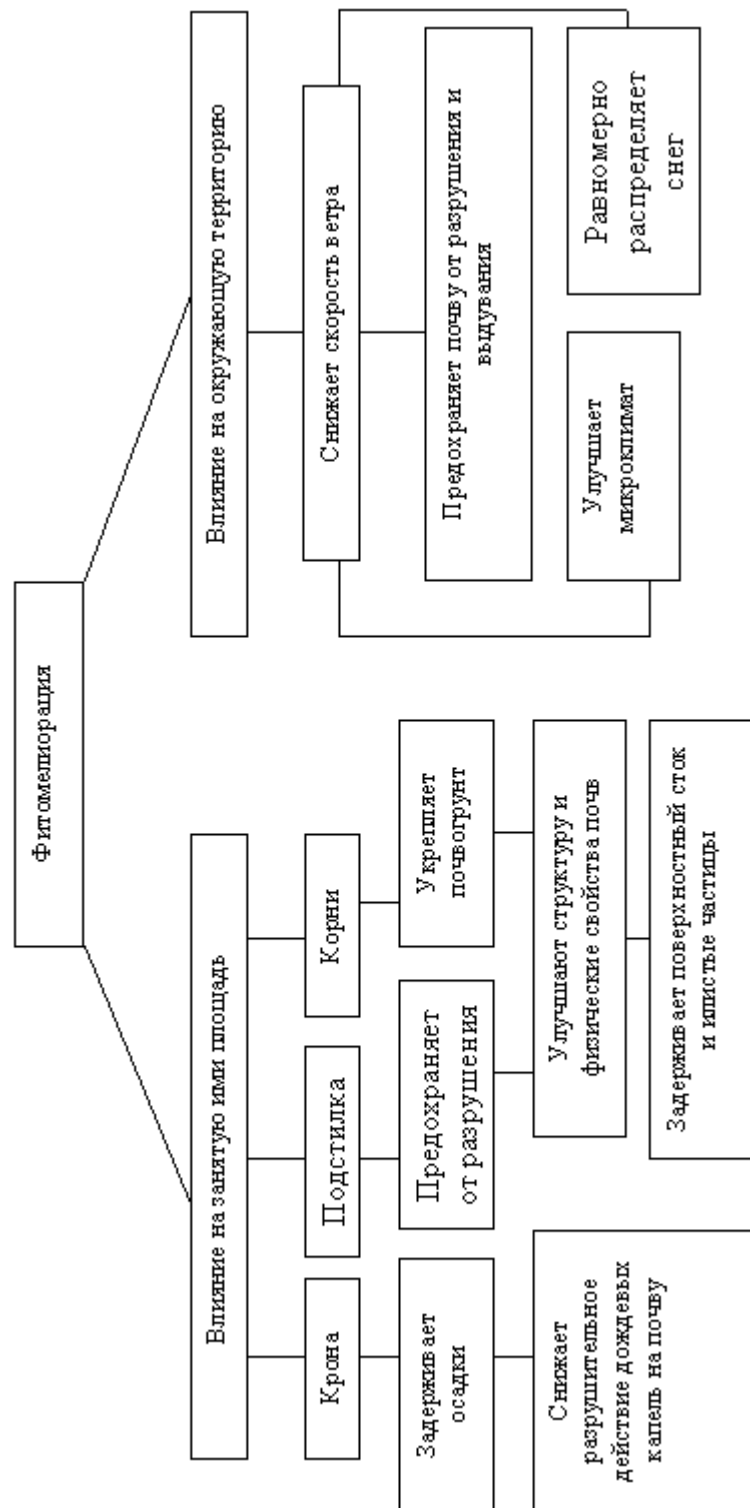 Фитомелиорация
Влияние на занятую ими площадь
Влияние на окружающую территорию
Крона
Подстилка
Корни
Снижает скорость ветра
Задерживает
осадки
Предохраняет
от разрушения
Укрепляет
почвогрунт
Предохраняет почву от разрушения и
выдувания
Снижает
разрушительное
действие дождевых
капель на почву
Улучшают структуру и
физические свойства почв
Улучшает
микроклимат
Равномерно
распределяет
снег
Задерживает поверхностный сток
и илистые частицы